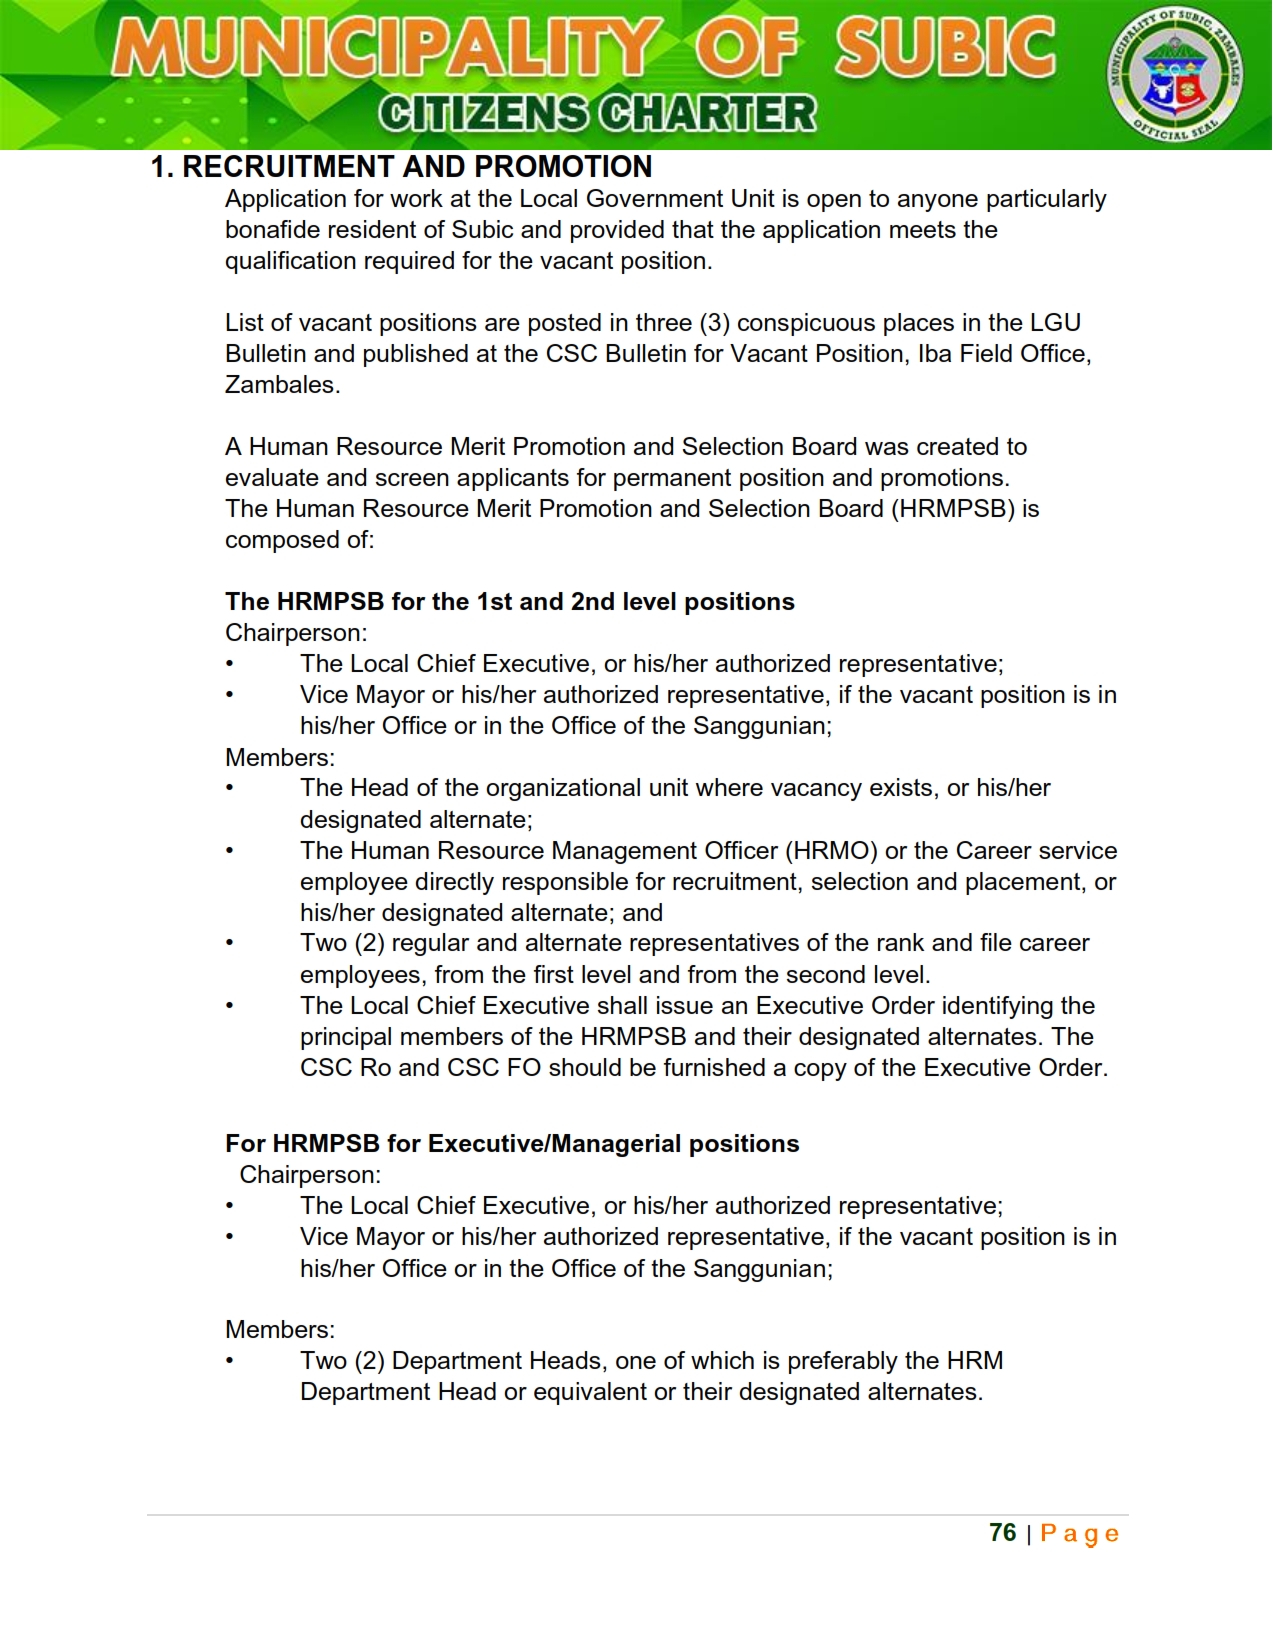 MUNICIPALITY OF SUBIC
CITIZENS CHARTER
MUNICIPALITY OF SUBIC, ZAMBALES
OFFICIAL SEAL
1. RECRUITMENT AND PROMOTION
Application for work at the Local Government Unit is open to anyone particularly
bonafide resident of Subic and provided that the application meets the
qualification required for the vacant position.
List of vacant positions are posted in three (3) conspicuous places in the LGU
Bulletin and published at the CSC Bulletin for Vacant Position, Iba Field Office,
Zambales.
A Human Resource Merit Promotion and Selection Board was created to
evaluate and screen applicants for permanent position and promotions.
The Human Resource Merit Promotion and Selection Board (HRMPSB) is
composed of:
The HRMPSB for the 1st and 2nd level positions
Chairperson:
• The Local Chief Executive, or his/her authorized representative;
• Vice Mayor or his/her authorized representative, if the vacant position is in
his/her Office or in the Office of the Sanggunian;
Members:
• The Head of the organizational unit where vacancy exists, or his/her
designated alternate;
• The Human Resource Management Officer (HRMO) or the Career service
employee directly responsible for recruitment, selection and placement, or
his/her designated alternate; and
• Two (2) regular and alternate representatives of the rank and file career
employees, from the first level and from the second level.
• The Local Chief Executive shall issue an Executive Order identifying the
principal members of the HRMPSB and their designated alternates. The
CSC Ro and CSC FO should be furnished a copy of the Executive Order.
For HRMPSB for Executive/Managerial positions
Chairperson:
• The Local Chief Executive, or his/her authorized representative;
• Vice Mayor or his/her authorized representative, if the vacant position is in
his/her Office or in the Office of the Sanggunian;
Members:
• Two (2) Department Heads, one of which is preferably the HRM
Department Head or equivalent or their designated alternates.
76 | Page